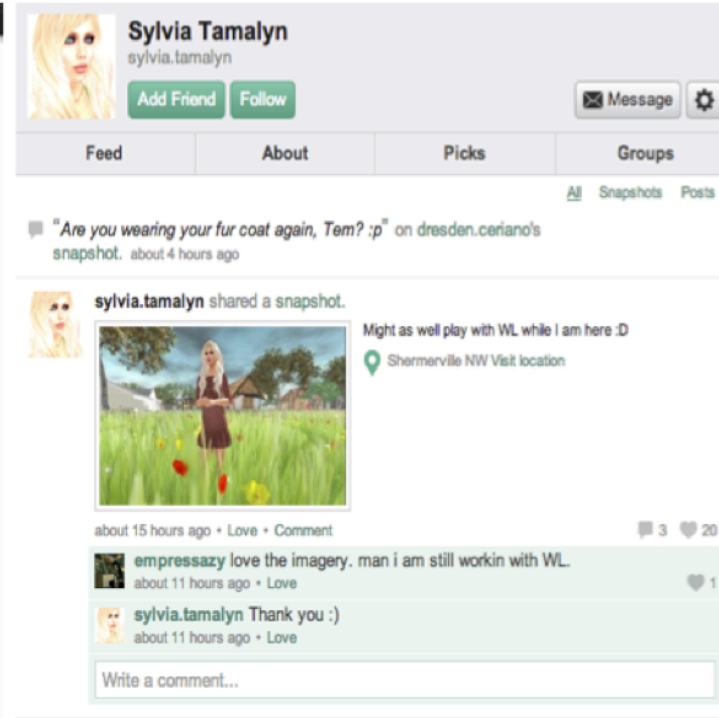 Sylvia Tamalyn
sylvia.tamalyn
Add Friend Follow Message
Feed About Picks Groups
All Snapshots Posts
"Are you wearing your fur coat again, Tem? :p" on dresden.ceriano's
snapshot. about 4 hours ago
sylvia.tamalyn shared a snapshot.
Might as well play with WL while I am here :D
Shermerville NW Visit location
about 15 hours ago • Love • Comment 3 20
empressazy love the imagery. man i am still workin with WL.
about 11 hours ago • Love 1
sylvia.tamalyn Thank you :)
about 11 hours ago • Love
Write a comment...